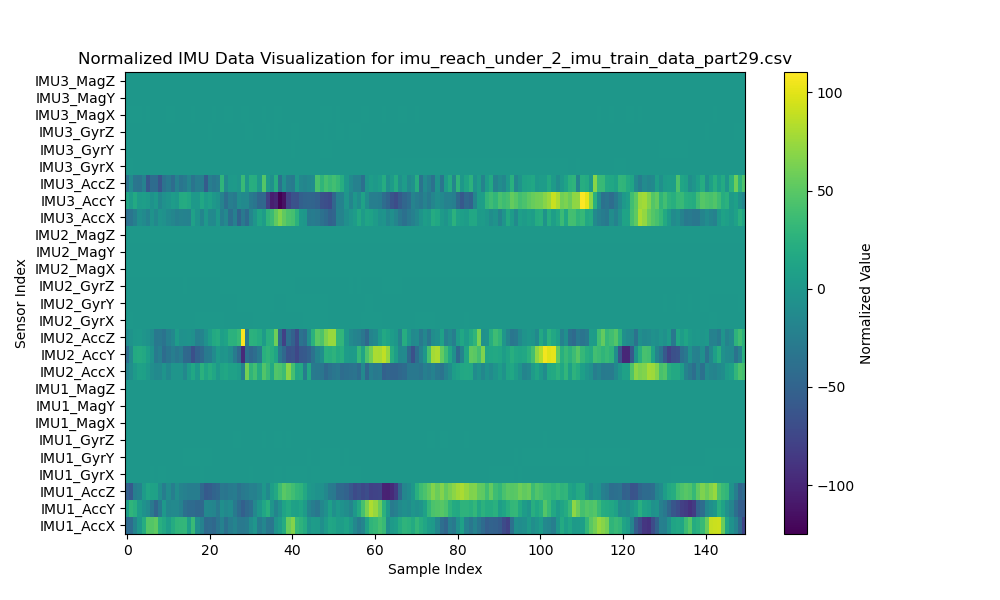 Normalized IMU Data Visualization for imu_reach_under_2_imu_train_data_part29.csv
IMU3_MagZ
IMU3_MagY
IMU3_MagX
IMU3_GyrZ
IMU3_GyrY
IMU3_GyrX
IMU3_AccZ
IMU3_AccY
IMU3_AccX
IMU2_MagZ
IMU2_MagY
IMU2_MagX
IMU2_GyrZ
IMU2_GyrY
IMU2_GyrX
IMU2_AccZ
IMU2_AccY
IMU2_AccX
IMU1_MagZ
IMU1_MagY
IMU1_MagX
IMU1_GyrZ
IMU1_GyrY
IMU1_GyrX
IMU1_AccZ
IMU1_AccY
IMU1_AccX
Sensor Index
0 20 40 60 80 100 120 140
Sample Index
100
50
0
−50
−100
Normalized Value